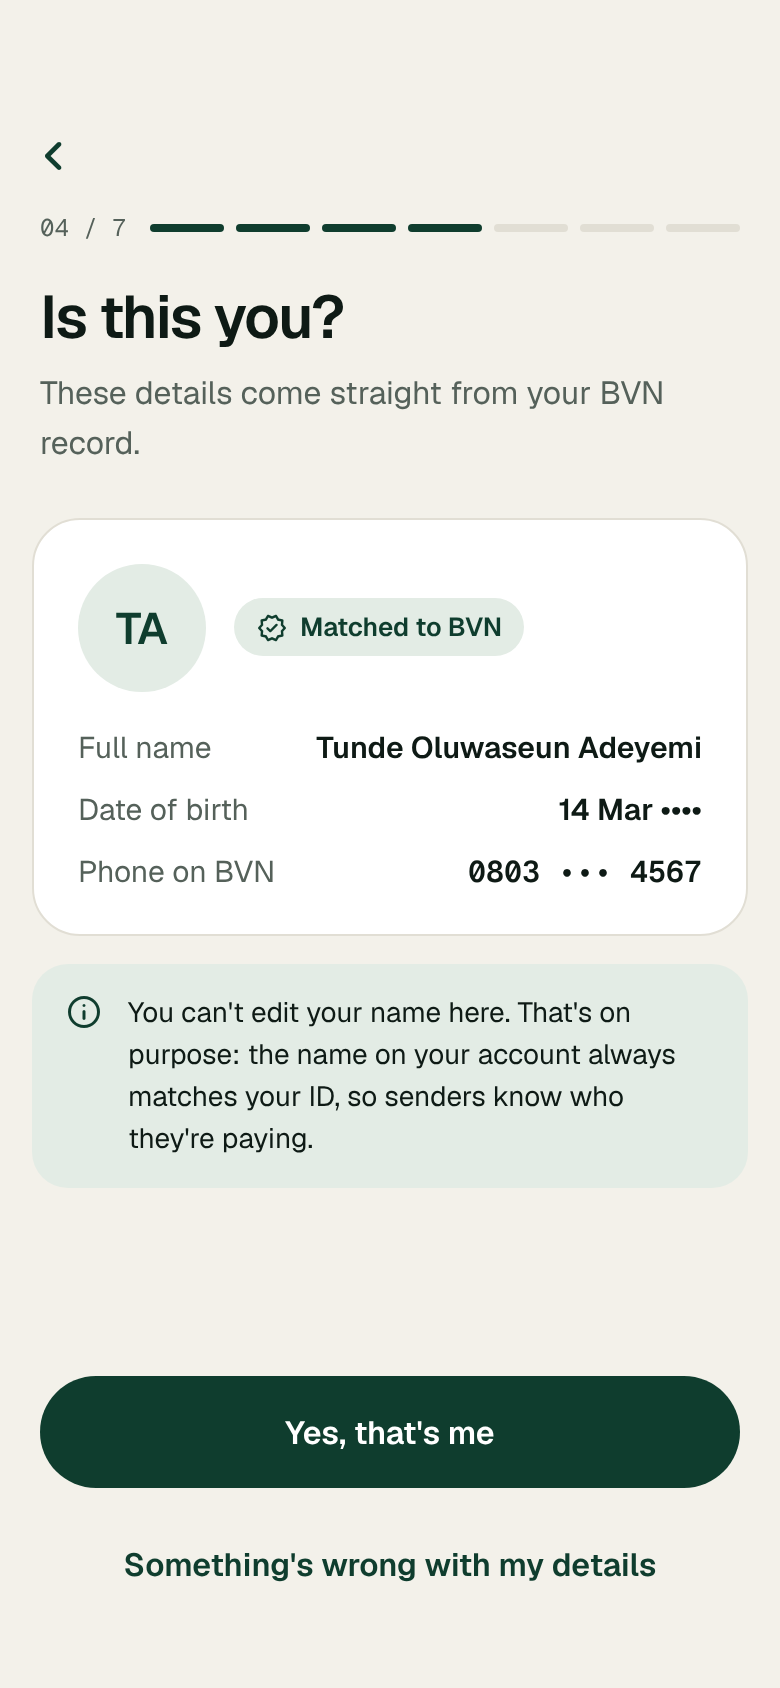 04 / 7
Is this you?
These details come straight from your BVN
record.
TA
Matched to BVN
Full name Tunde Oluwaseun Adeyemi
Date of birth 14 Mar ••••
Phone on BVN 0803 ••• 4567
You can't edit your name here. That's on
purpose: the name on your account always
matches your ID, so senders know who
they're paying.
Yes, that's me
Something's wrong with my details